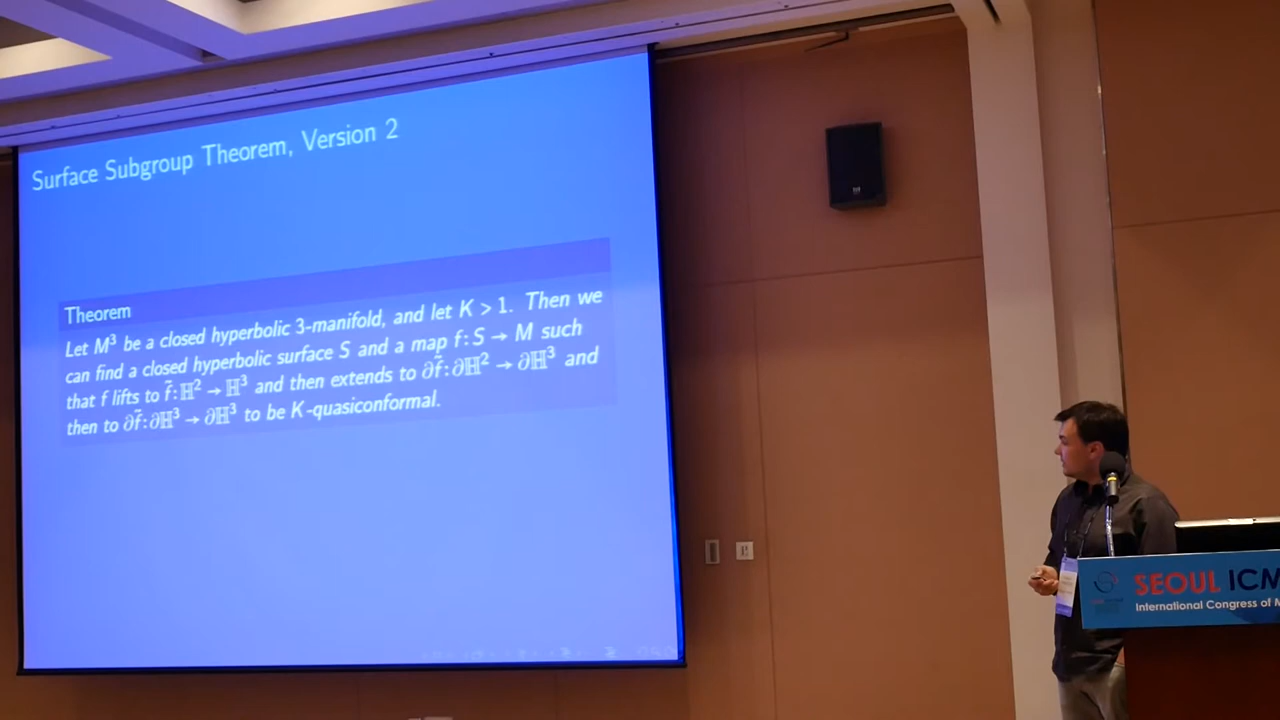 Surface Subgroup Theorem, Version 2
Theorem
Let M³ be a closed hyperbolic 3-manifold, and let K > 1. Then we
can find a closed hyperbolic surface S and a map f: S → M such
that f lifts to f̃: ℍ² → ℍ³ and then extends to ∂f̃: ∂ℍ² → ∂ℍ³ and
then to ∂f̃: ∂ℍ³ → ∂ℍ³ to be K-quasiconformal.
SEOUL ICM
International Congress of M